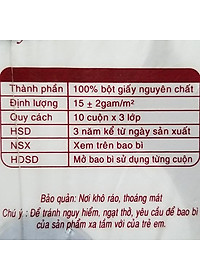 Thành phần 100% bột giấy nguyên chất
Định lượng 15 ± 2gam/m²
Quy cách 10 cuộn x 3 lớp
HSD 3 năm kể từ ngày sản xuất
NSX Xem trên bao bì
HDSD Mở bao bì sử dụng từng cuộn
Bảo quản: Nơi khô ráo, thoáng mát
Chú ý : Để tránh nguy hiểm, ngạt thở, yêu cầu để bao bì
của sản phẩm xa tầm với của trẻ em.